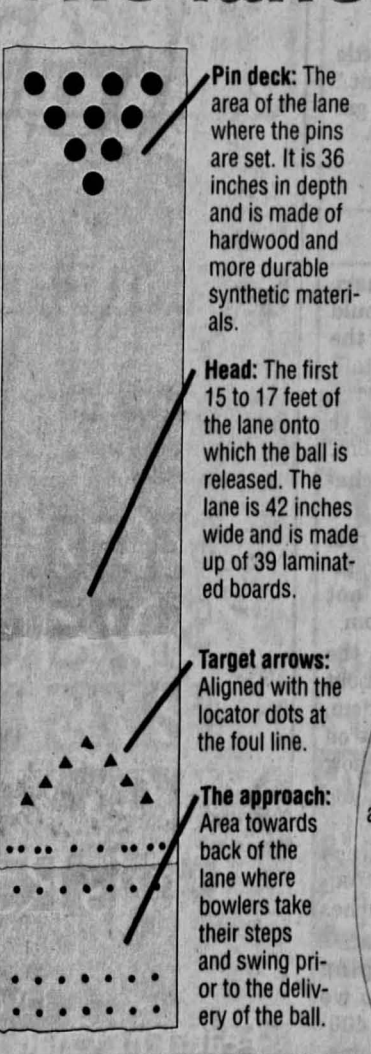 Pin deck: The
area of the lane
where the pins
are set. It is 36
inches in depth
and is made of
hardwood and
more durable
synthetic materi-
als.
Head: The first
15 to 17 feet of
the lane onto
which the ball is
released. The
lane is 42 inches
wide and is made
up of 39 laminat-
ed boards.
Target arrows:
Aligned with the
locator dots at
the foul line.
The approach:
Area towards
back of the
lane where
bowlers take
their steps
and swing pri-
or to the deliv-
ery of the ball.